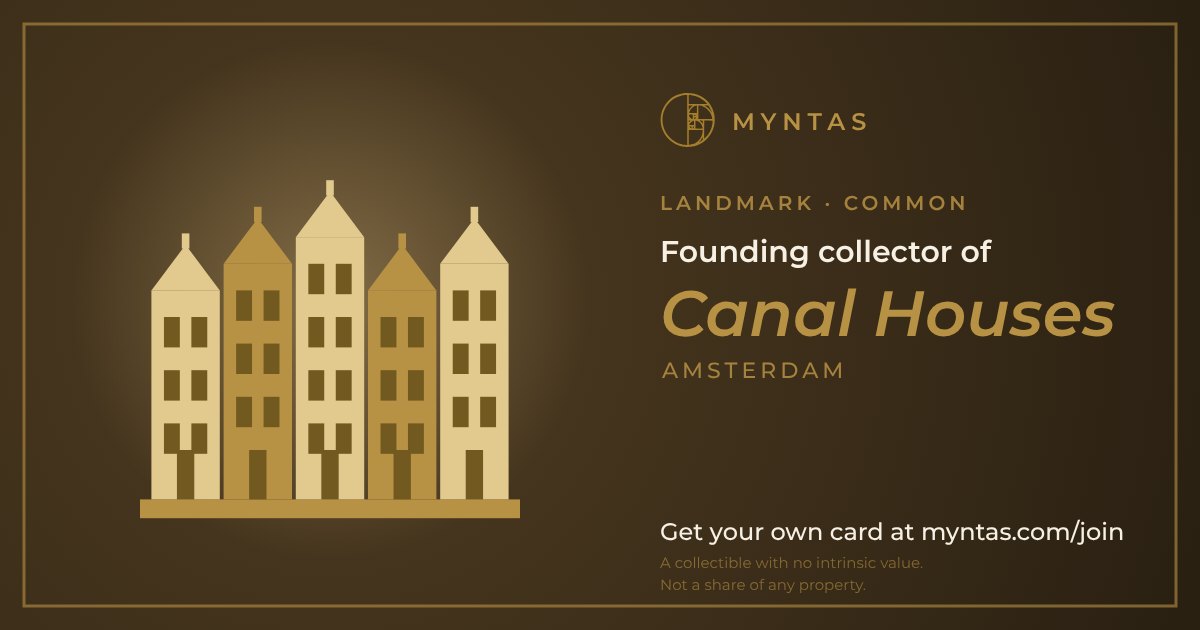 MYNTAS
LANDMARK · COMMON
Founding collector of
Canal Houses
AMSTERDAM
Get your own card at myntas.com/join
A collectible with no intrinsic value.
Not a share of any property.